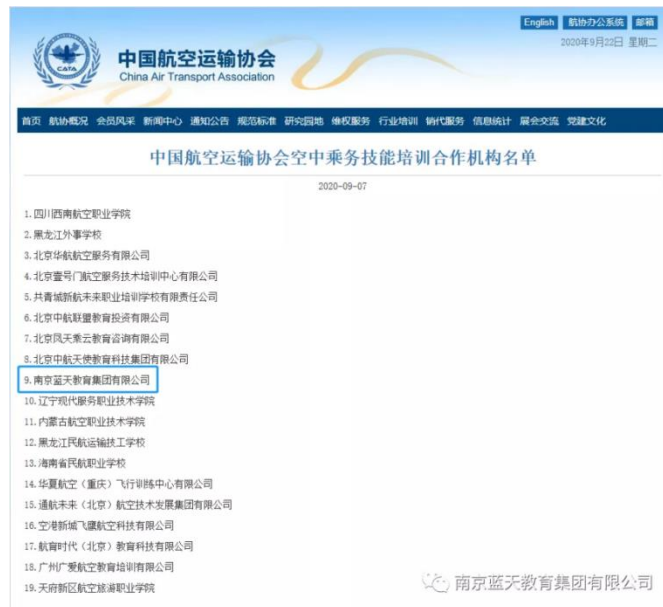 English 航协办公系统 邮箱
2020年9月22日 星期二
CATA
中国航空运输协会
China Air Transport Association
首页 航协概况 会员风采 新闻中心 通知公告 规范标准 研究园地 维权服务 行业培训 销代服务 信息统计 展会交流 党建文化
中国航空运输协会空中乘务技能培训合作机构名单
2020-09-07
1.四川西南航空职业学院
2.黑龙江外事学校
3.北京华航航空服务有限公司
4.北京壹号门航空服务技术培训中心有限公司
5.共青城新航未来职业培训学校有限责任公司
6.北京中航联盟教育投资有限公司
7.北京凤天乘云教育咨询有限公司
8.北京中航天使教育科技集团有限公司
9.南京蓝天教育集团有限公司
10.辽宁现代服务职业技术学院
11.内蒙古航空职业技术学院
12.黑龙江民航运输技工学校
13.海南省民航职业学校
14.华夏航空（重庆）飞行训练中心有限公司
15.通航未来（北京）航空技术发展集团有限公司
16.空港新城飞鹰航空科技有限公司
17.航育时代（北京）教育科技有限公司
18.广州广爱航空教育培训有限公司
19.天府新区航空旅游职业学院
南京蓝天教育集团有限公司